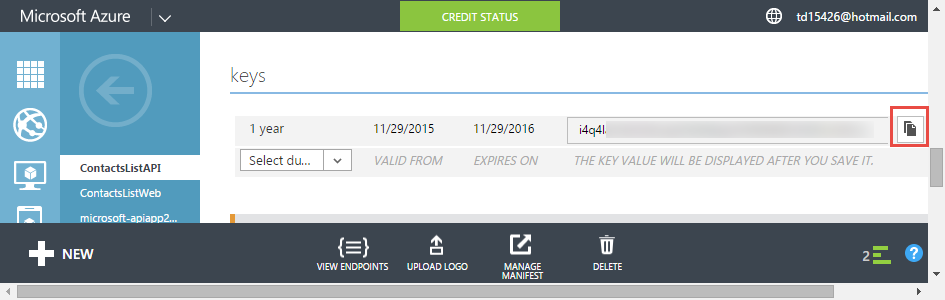 Microsoft Azure
CREDIT STATUS
td15426@hotmail.com
keys
1 year 11/29/2015 11/29/2016
Select du... VALID FROM EXPIRES ON THE KEY VALUE WILL BE DISPLAYED AFTER YOU SAVE IT.
ContactsListAPI
ContactsListWeb
microsoft-apiapp2...
NEW
VIEW ENDPOINTS
UPLOAD LOGO
MANAGE
MANIFEST
DELETE
2
?